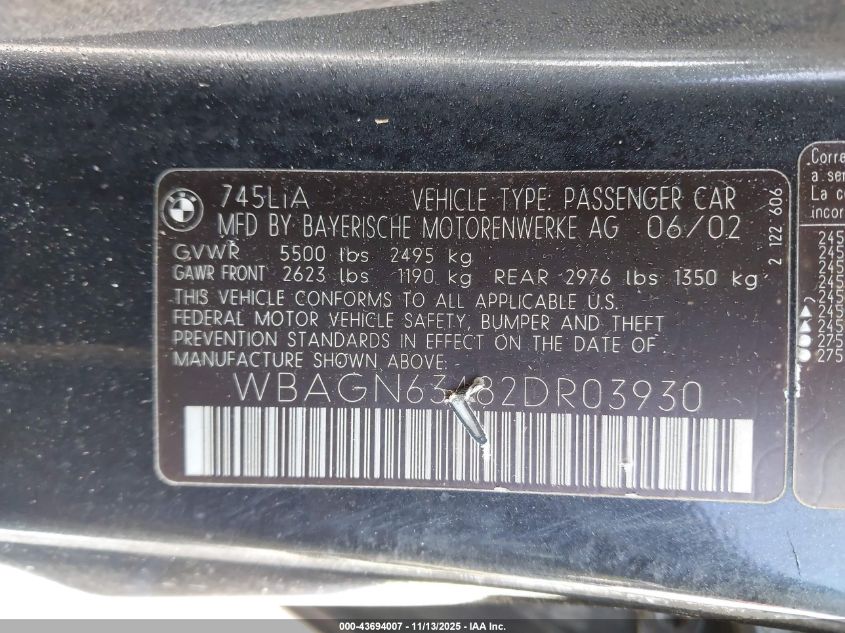 745LiA VEHICLE TYPE: PASSENGER CAR
MFD BY BAYERISCHE MOTORENWERKE AG 06/02
GVWR 5500 lbs 2495 kg
GAWR FRONT 2623 lbs 1190 kg REAR 2976 lbs 1350 kg
THIS VEHICLE CONFORMS TO ALL APPLICABLE U.S.
FEDERAL MOTOR VEHICLE SAFETY, BUMPER AND THEFT
PREVENTION STANDARDS IN EFFECT ON THE DATE OF
MANUFACTURE SHOWN ABOVE:
WBAGN63482DR03930
2 122 606
000-43694007 - 11/13/2025 - IAA Inc.